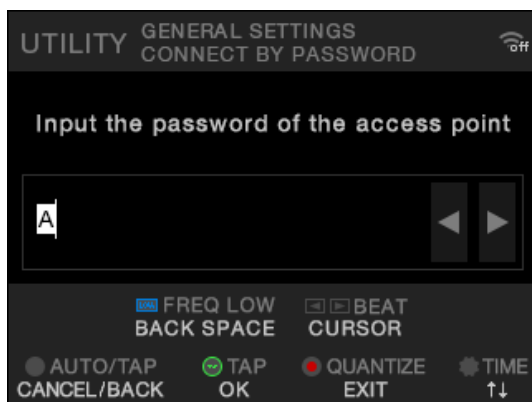 UTILITY GENERAL SETTINGS
CONNECT BY PASSWORD
off
Input the password of the access point
A
FREQ LOW BEAT
BACK SPACE CURSOR
AUTO/TAP TAP QUANTIZE TIME
CANCEL/BACK OK EXIT ↑↓